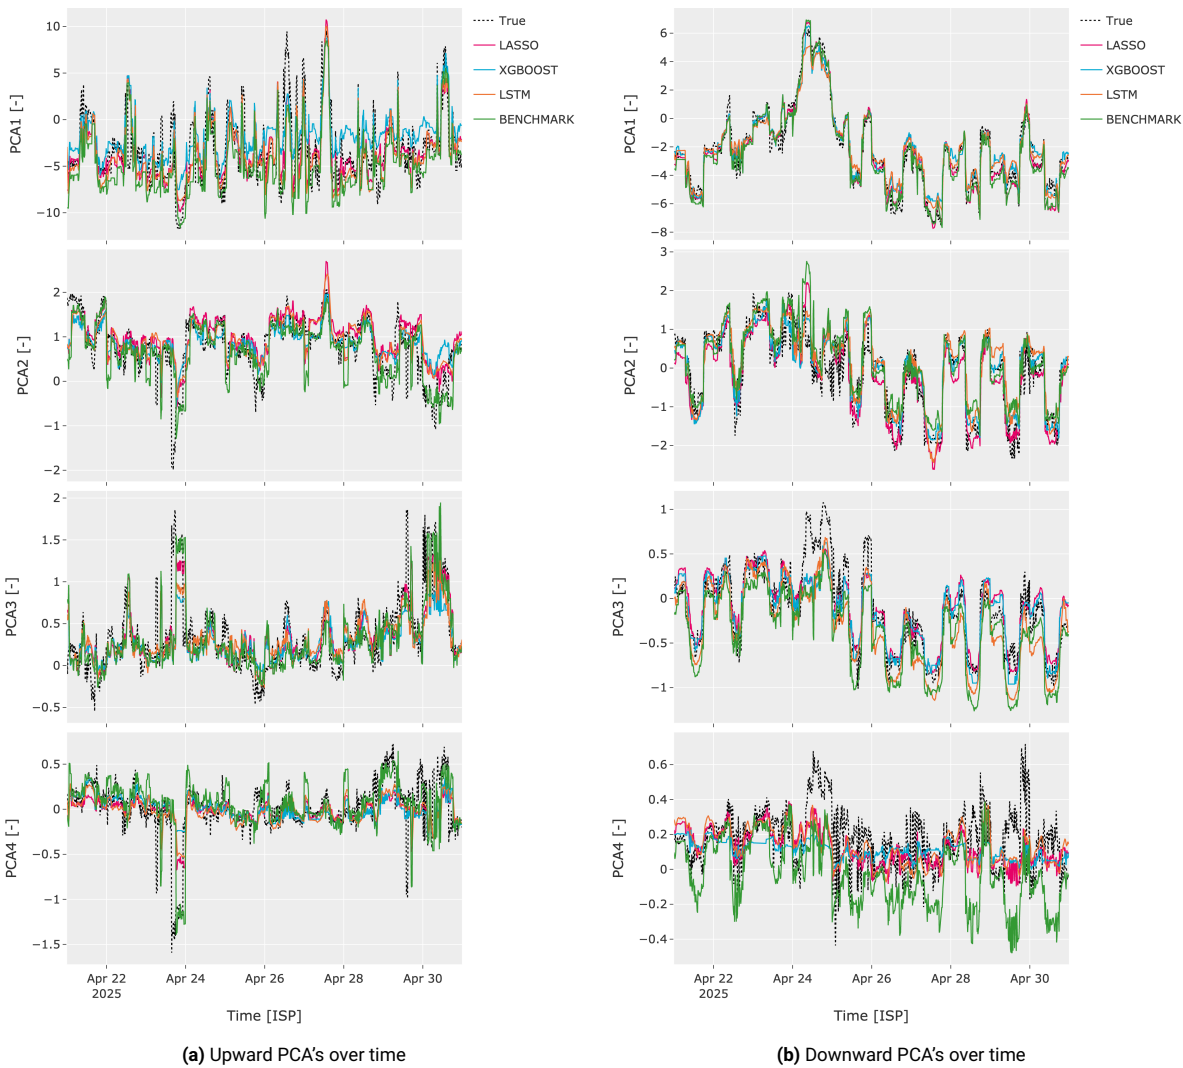 True
LASSO
XGBOOST
LSTM
BENCHMARK
PCA1 [-]
10
5
0
−5
−10
PCA2 [-]
2
1
0
−1
−2
PCA3 [-]
2
1.5
1
0.5
0
−0.5
PCA4 [-]
0.5
0
−0.5
−1
−1.5
Apr 22
2025
Apr 24
Apr 26
Apr 28
Apr 30
Time [ISP]
(a) Upward PCA's over time
True
LASSO
XGBOOST
LSTM
BENCHMARK
PCA1 [-]
6
4
2
0
−2
−4
−6
−8
PCA2 [-]
3
2
1
0
−1
−2
PCA3 [-]
1
0.5
0
−0.5
−1
PCA4 [-]
0.6
0.4
0.2
0
−0.2
−0.4
Apr 22
2025
Apr 24
Apr 26
Apr 28
Apr 30
Time [ISP]
(b) Downward PCA's over time